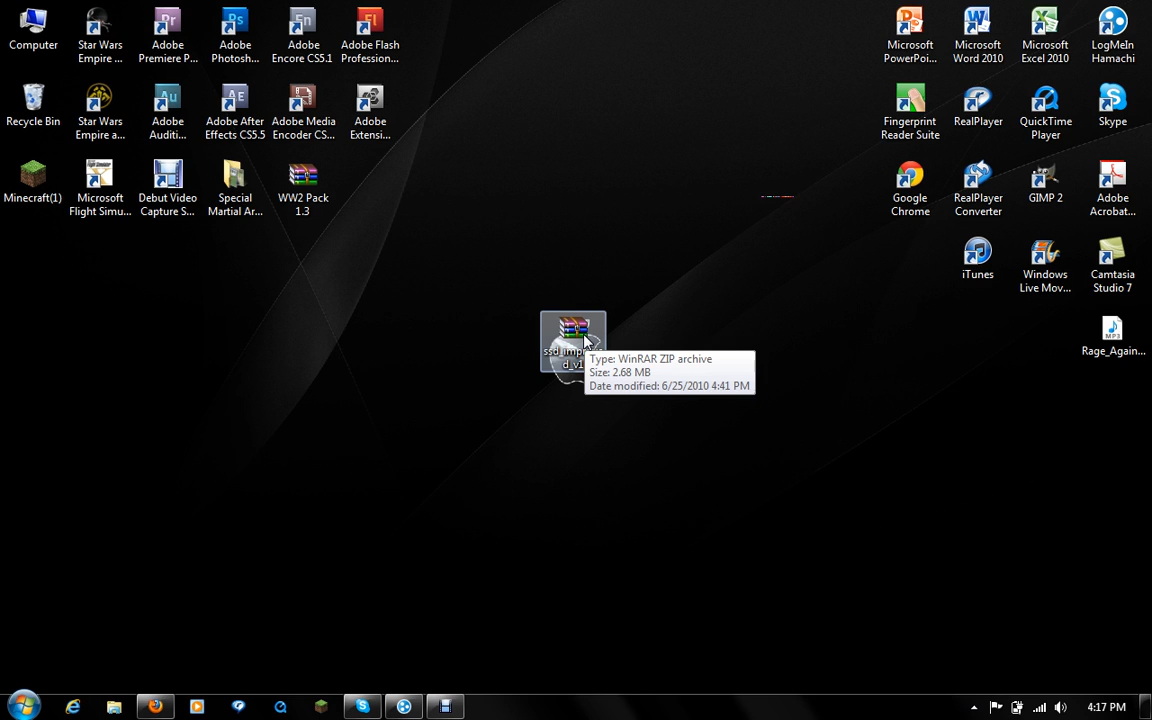 Computer
Star Wars
Empire ...
Adobe
Premiere P...
Adobe
Photosh...
Adobe
Encore CS5.1
Adobe Flash
Profession...
Microsoft
PowerPoi...
Microsoft
Word 2010
Microsoft
Excel 2010
LogMeIn
Hamachi
Recycle Bin
Star Wars
Empire a...
Adobe
Auditi...
Adobe After
Effects CS5.5
Adobe Media
Encoder CS...
Adobe
Extensi...
Fingerprint
Reader Suite
RealPlayer
QuickTime
Player
Skype
Minecraft(1)
Microsoft
Flight Simu...
Debut Video
Capture S...
Special
Martial Ar...
WW2 Pack
1.3
Google
Chrome
RealPlayer
Converter
GIMP 2
Adobe
Acrobat...
iTunes
Windows
Live Mov...
Camtasia
Studio 7
Rage_Again...
Type: WinRAR ZIP archive
Size: 2.68 MB
Date modified: 6/25/2010 4:41 PM
4:17 PM